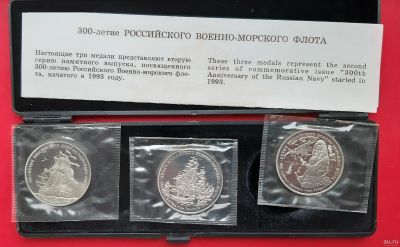 300-летие РОССИЙСКОГО ВОЕННО-МОРСКОГО ФЛОТА
Настоящие три медали представляют вторую
серию памятного выпуска, посвященного
300-летию Российского Военно-морского фло-
та, начатого в 1993 году.
These three medals represent the second
series of commemorative issue "300th
Anniversary of the Russian Navy" started in
1993.
au.ru